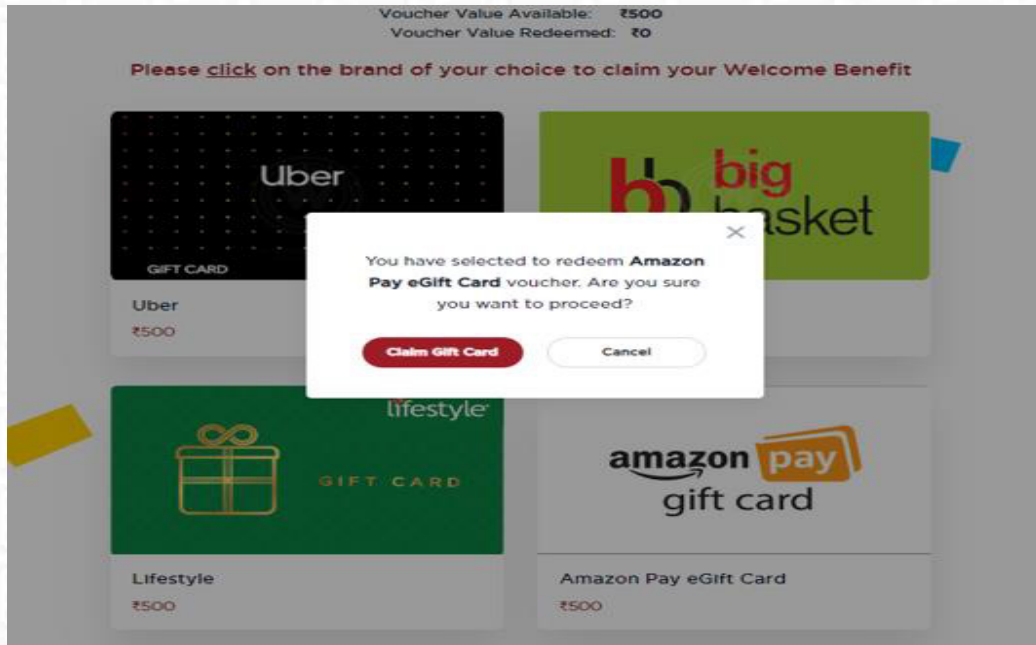 Voucher Value Available: ₹500
Voucher Value Redeemed: ₹0
Please click on the brand of your choice to claim your Welcome Benefit
Uber
GIFT CARD
Uber
₹500
bb big
basket
You have selected to redeem Amazon
Pay eGift Card voucher. Are you sure
you want to proceed?
Claim Gift Card
Cancel
lifestyle
GIFT CARD
Lifestyle
₹500
amazon pay
gift card
Amazon Pay eGift Card
₹500